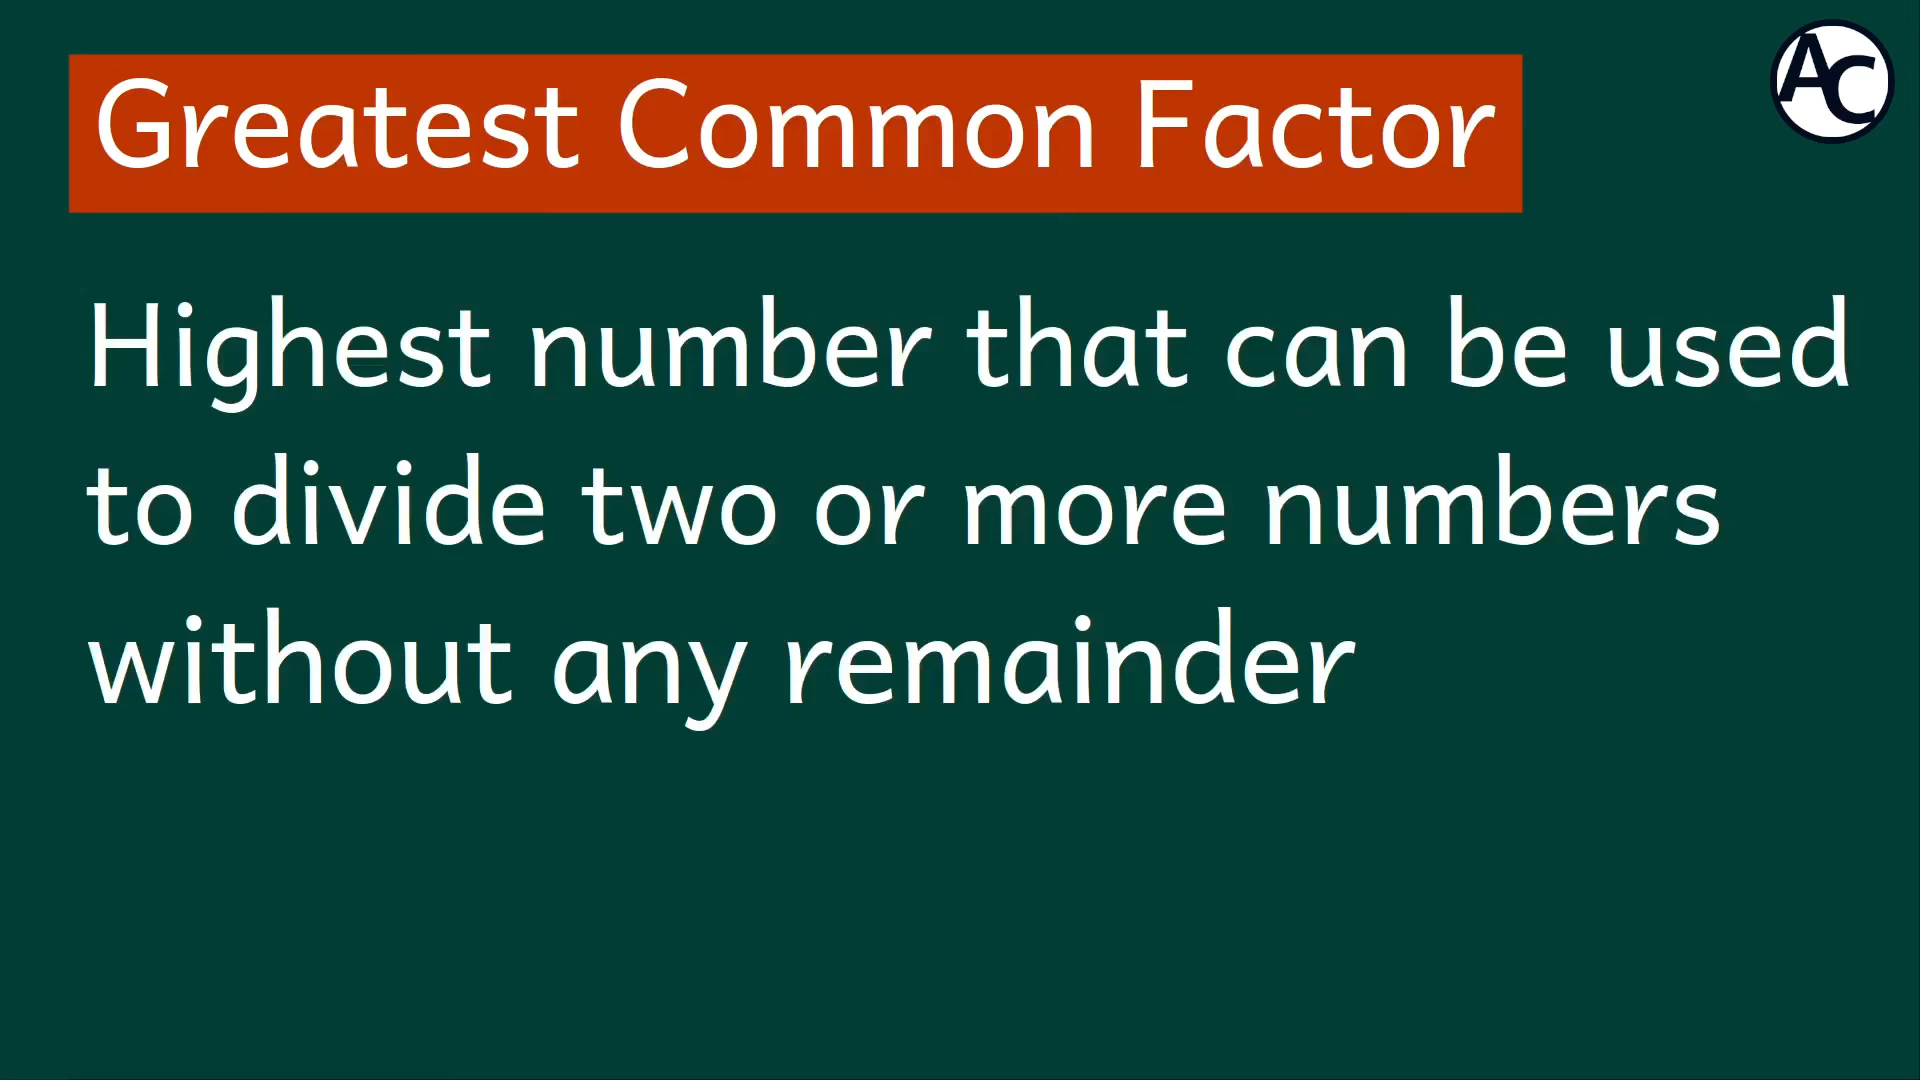 Greatest Common Factor
AC
Highest number that can be used
to divide two or more numbers
without any remainder